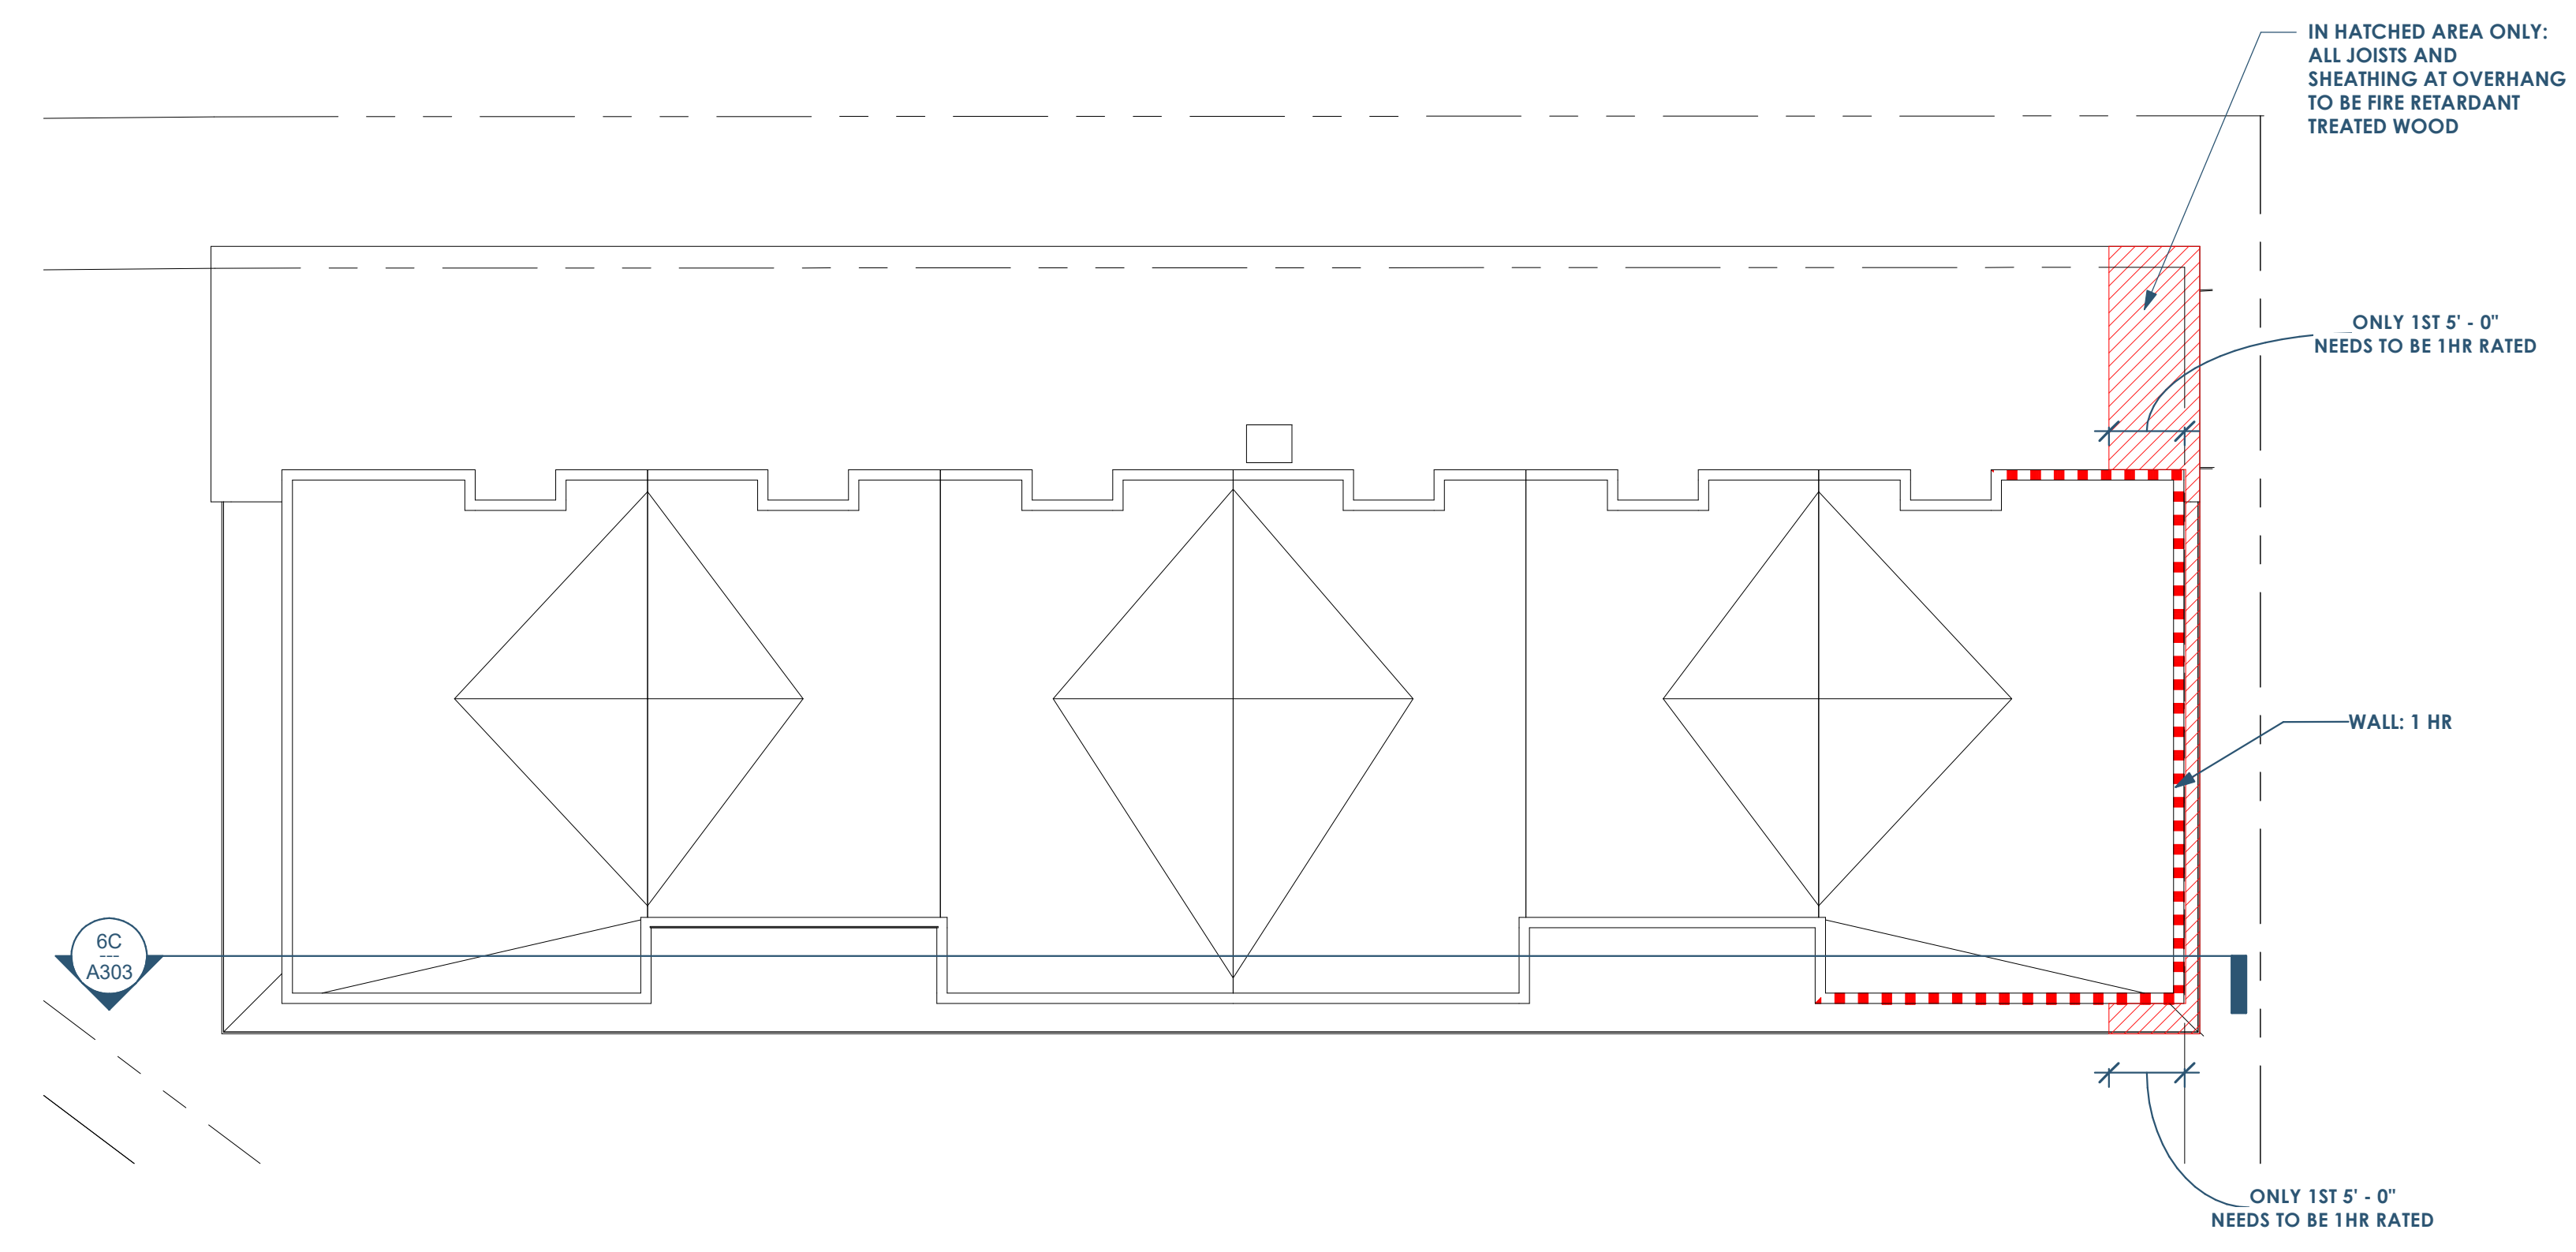 IN HATCHED AREA ONLY:
ALL JOISTS AND
SHEATHING AT OVERHANG
TO BE FIRE RETARDANT
TREATED WOOD
ONLY 1ST 5' - 0"
NEEDS TO BE 1HR RATED
WALL: 1 HR
6C
---
A303
ONLY 1ST 5' - 0"
NEEDS TO BE 1HR RATED